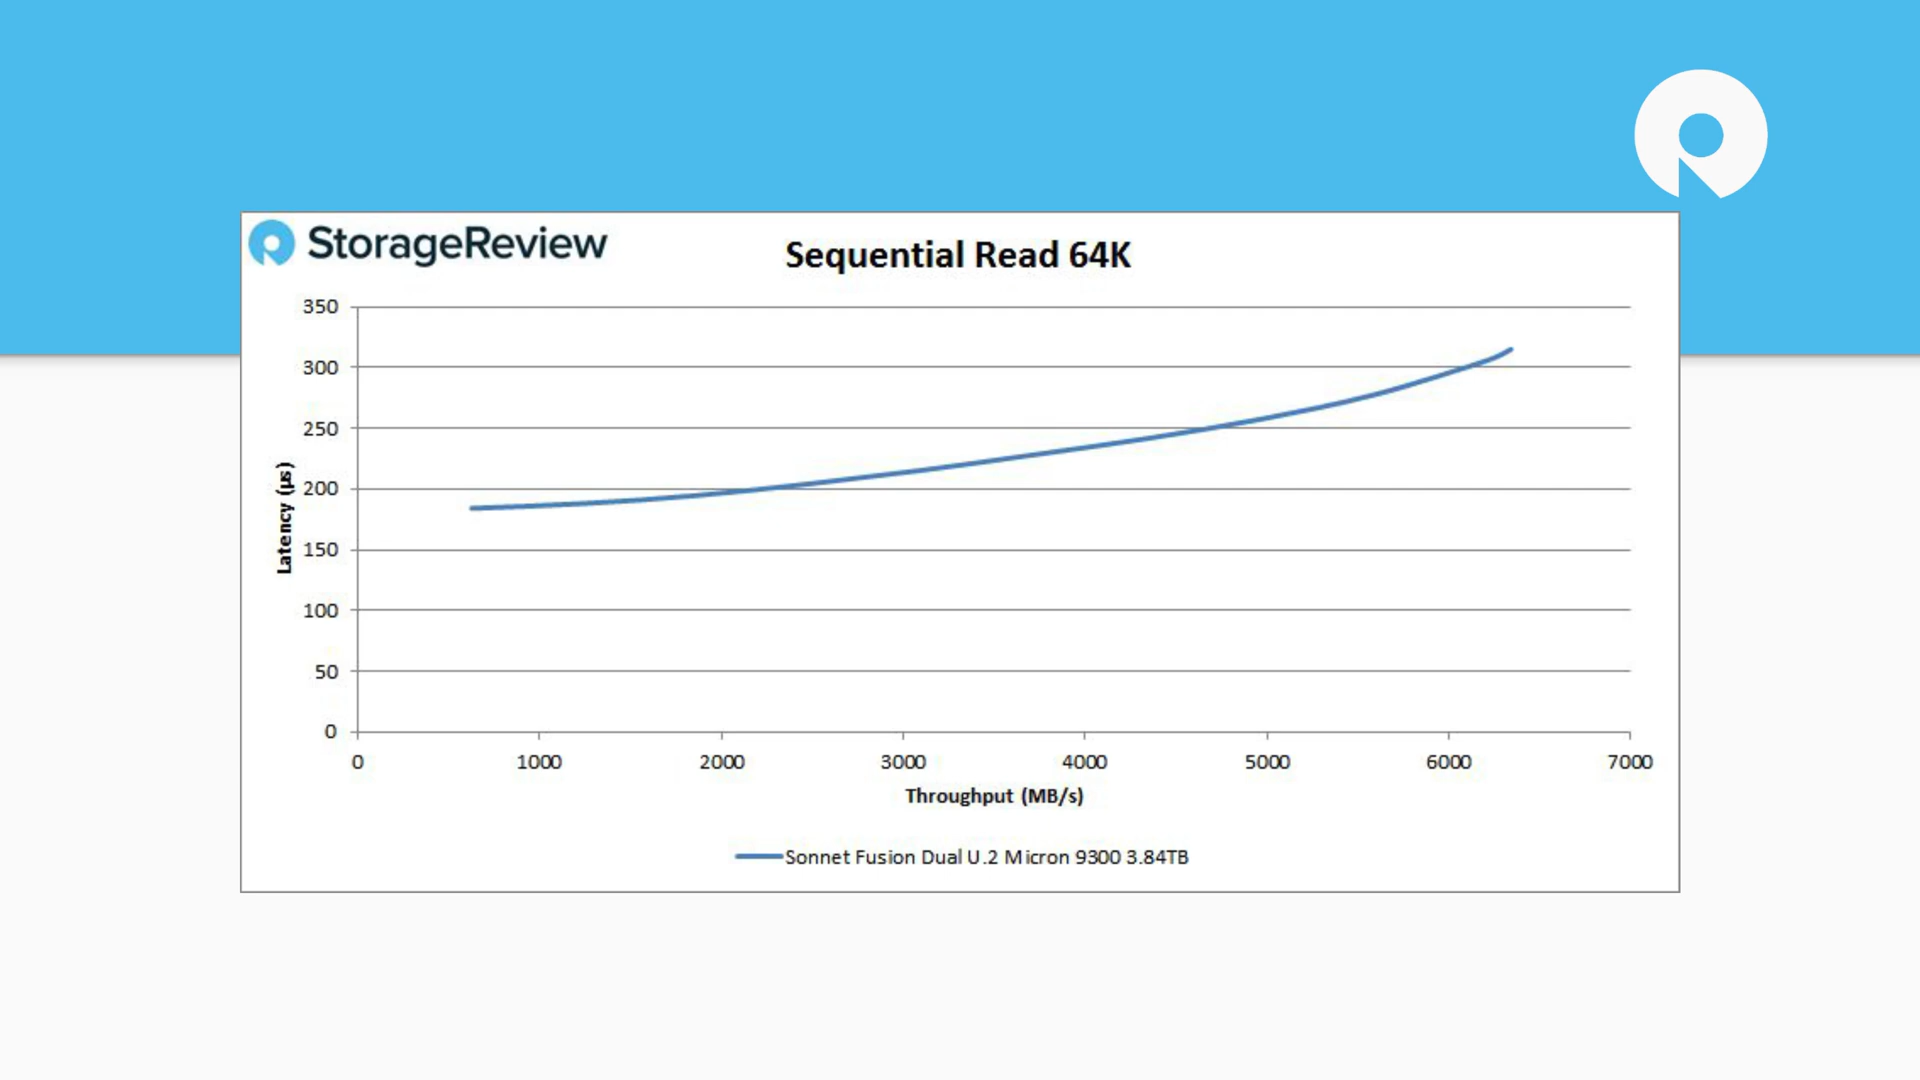 StorageReview
Sequential Read 64K
350
300
250
200
150
100
50
0
Latency (µs)
0 1000 2000 3000 4000 5000 6000 7000
Throughput (MB/s)
Sonnet Fusion Dual U.2 Micron 9300 3.84TB